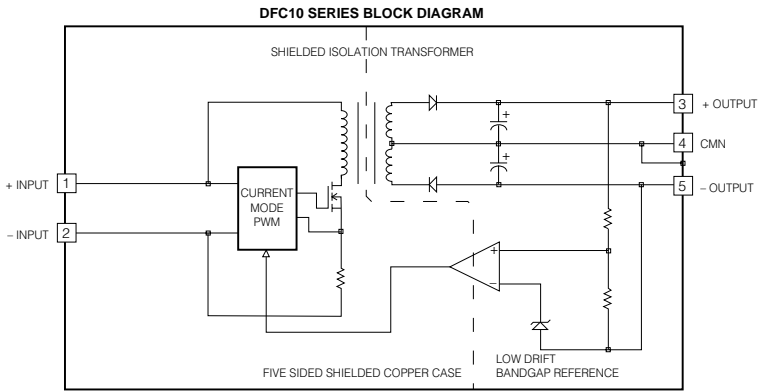 DFC10 SERIES BLOCK DIAGRAM
SHIELDED ISOLATION TRANSFORMER
3 + OUTPUT
+
4 CMN
+
5 – OUTPUT
+ INPUT 1
CURRENT
MODE
PWM
– INPUT 2
+
–
LOW DRIFT
BANDGAP REFERENCE
FIVE SIDED SHIELDED COPPER CASE